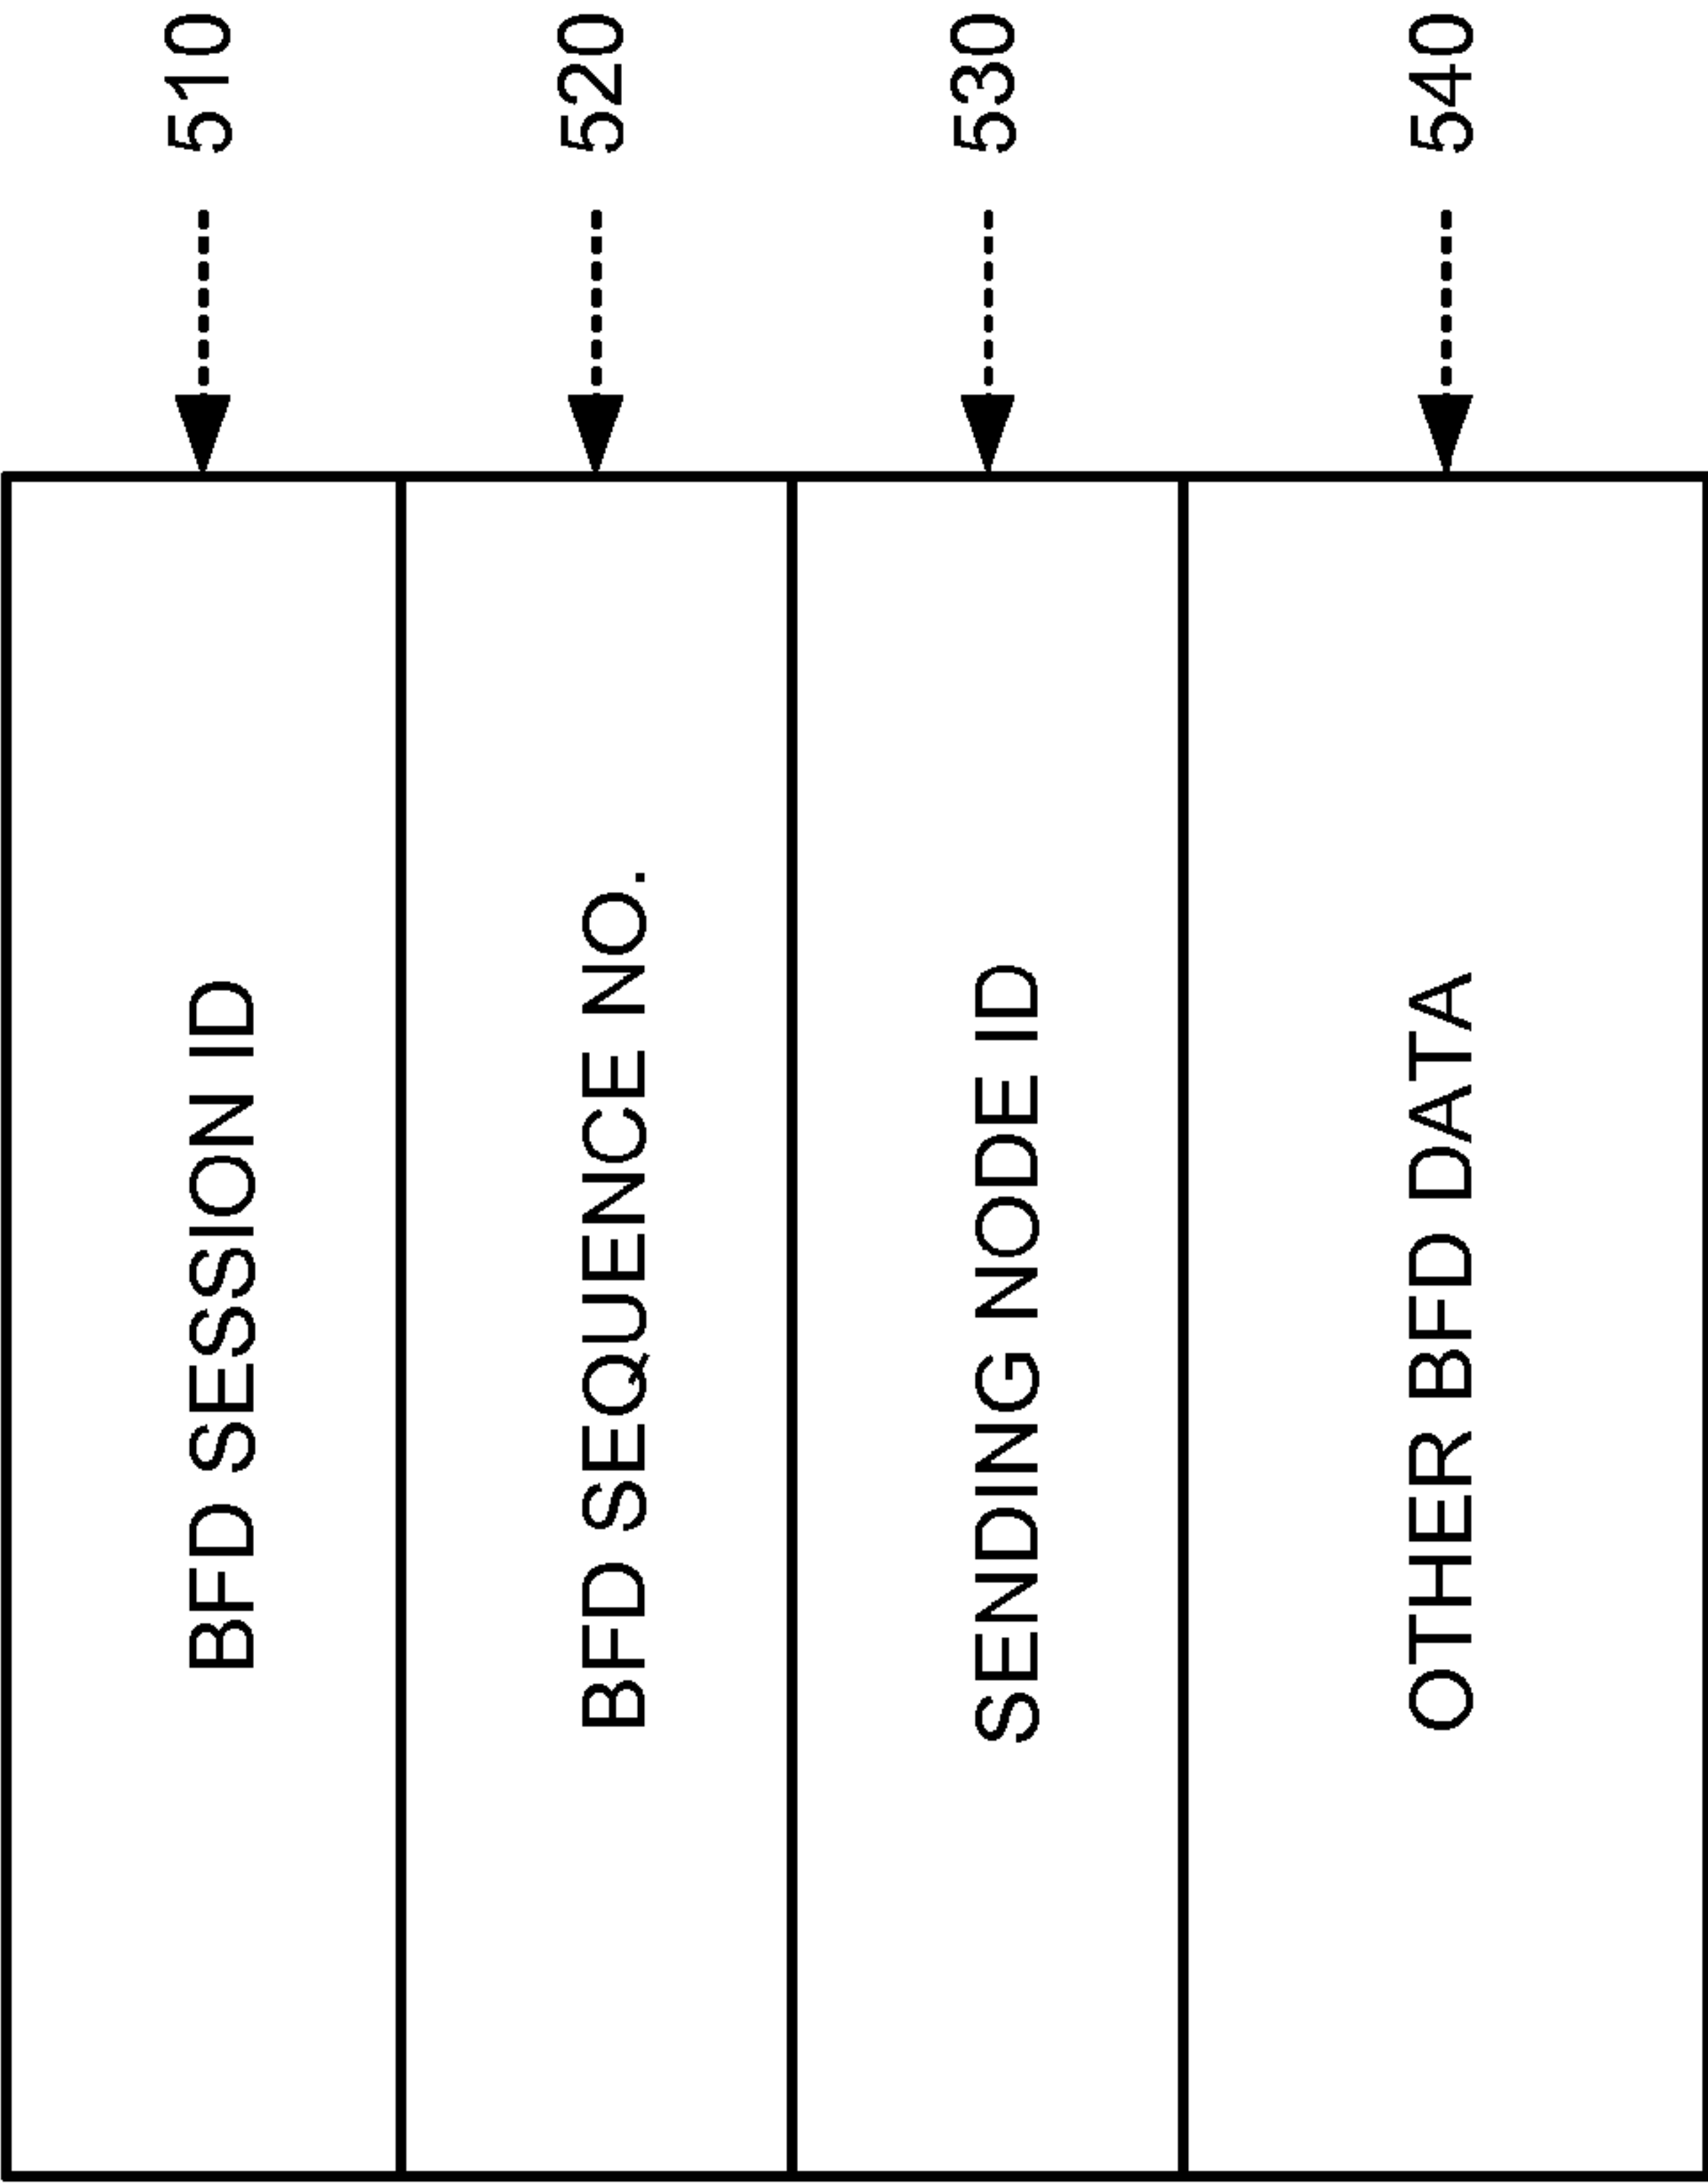 BFD SESSION ID 510
BFD SEQUENCE NO. 520
SENDING NODE ID 530
OTHER BFD DATA 540